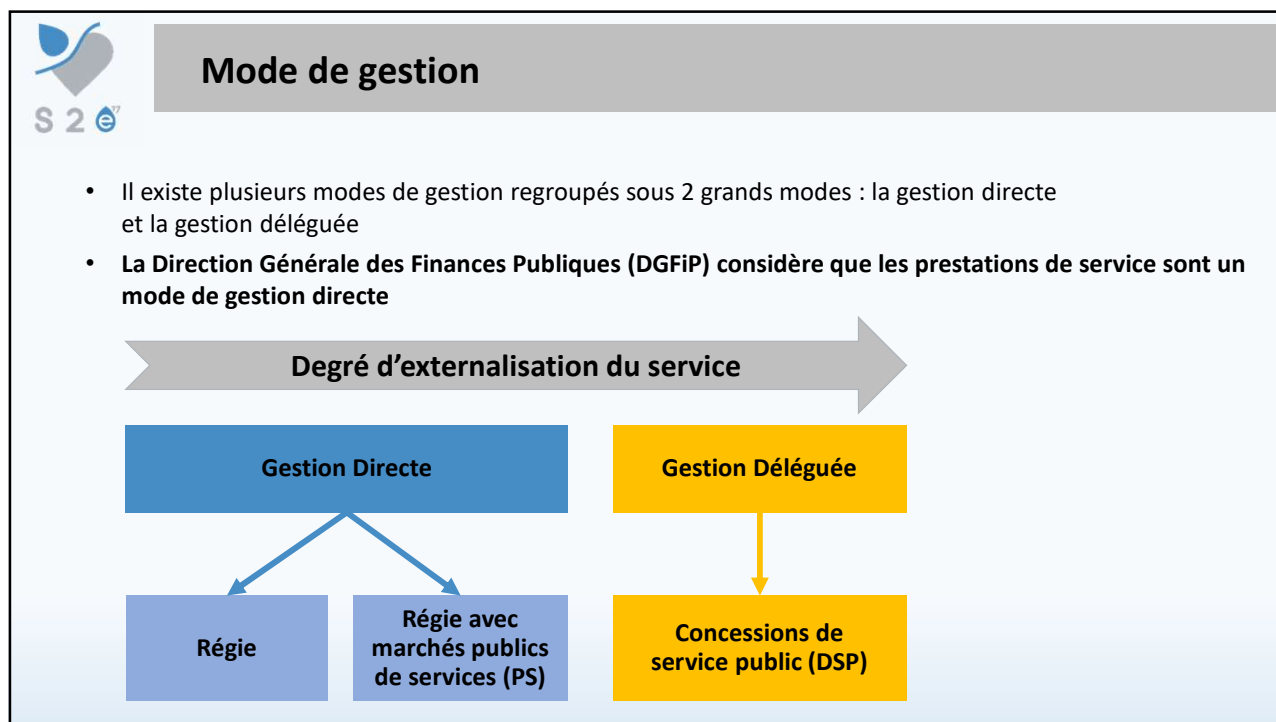 S 2 e 77
Mode de gestion
• Il existe plusieurs modes de gestion regroupés sous 2 grands modes : la gestion directe
et la gestion déléguée
• La Direction Générale des Finances Publiques (DGFiP) considère que les prestations de service sont un
mode de gestion directe
Degré d’externalisation du service
Gestion Directe
Gestion Déléguée
Régie
Régie avec
marchés publics
de services (PS)
Concessions de
service public (DSP)